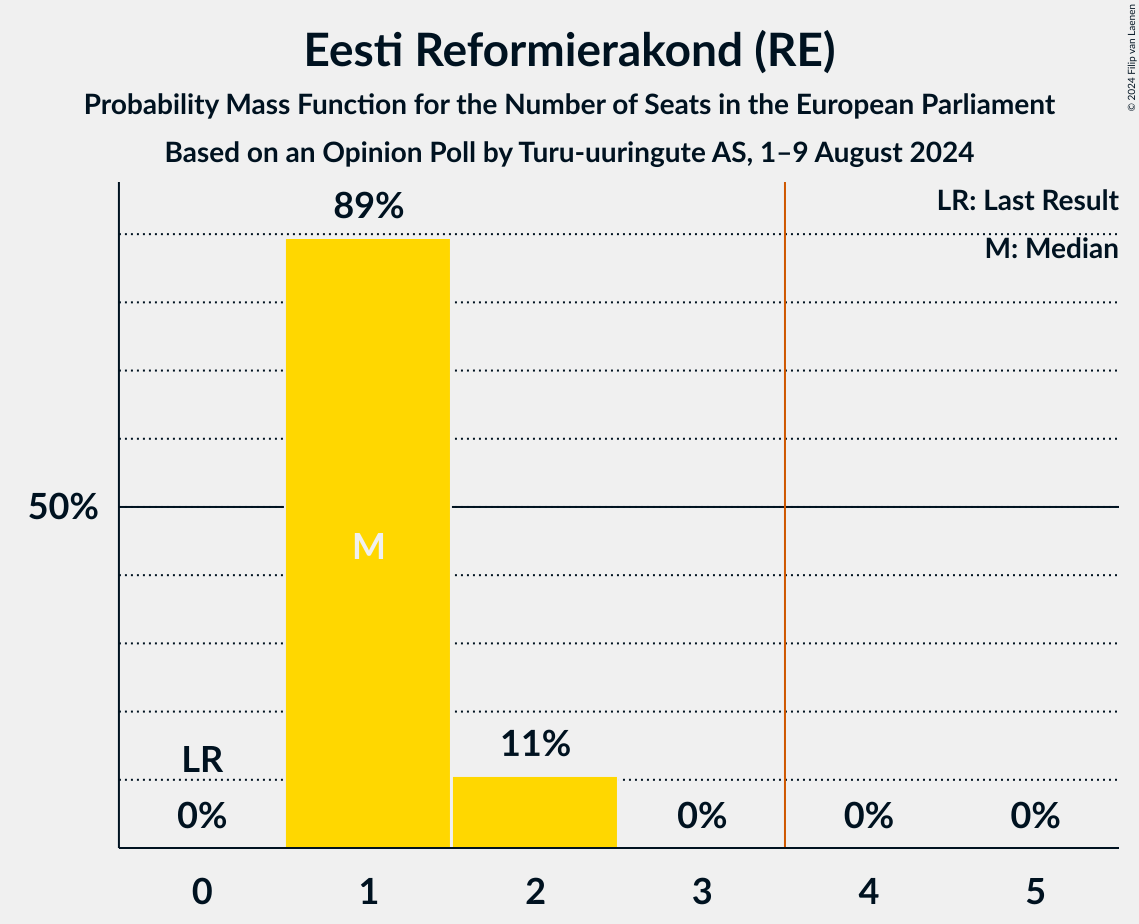 Eesti Reformierakond (RE)
Probability Mass Function for the Number of Seats in the European Parliament
Based on an Opinion Poll by Turu-uuringute AS, 1–9 August 2024
© 2024 Filip van Laenen
LR: Last Result
M: Median
89%
50%
M
11%
LR
0%
0%
0%
0%
0
1
2
3
4
5